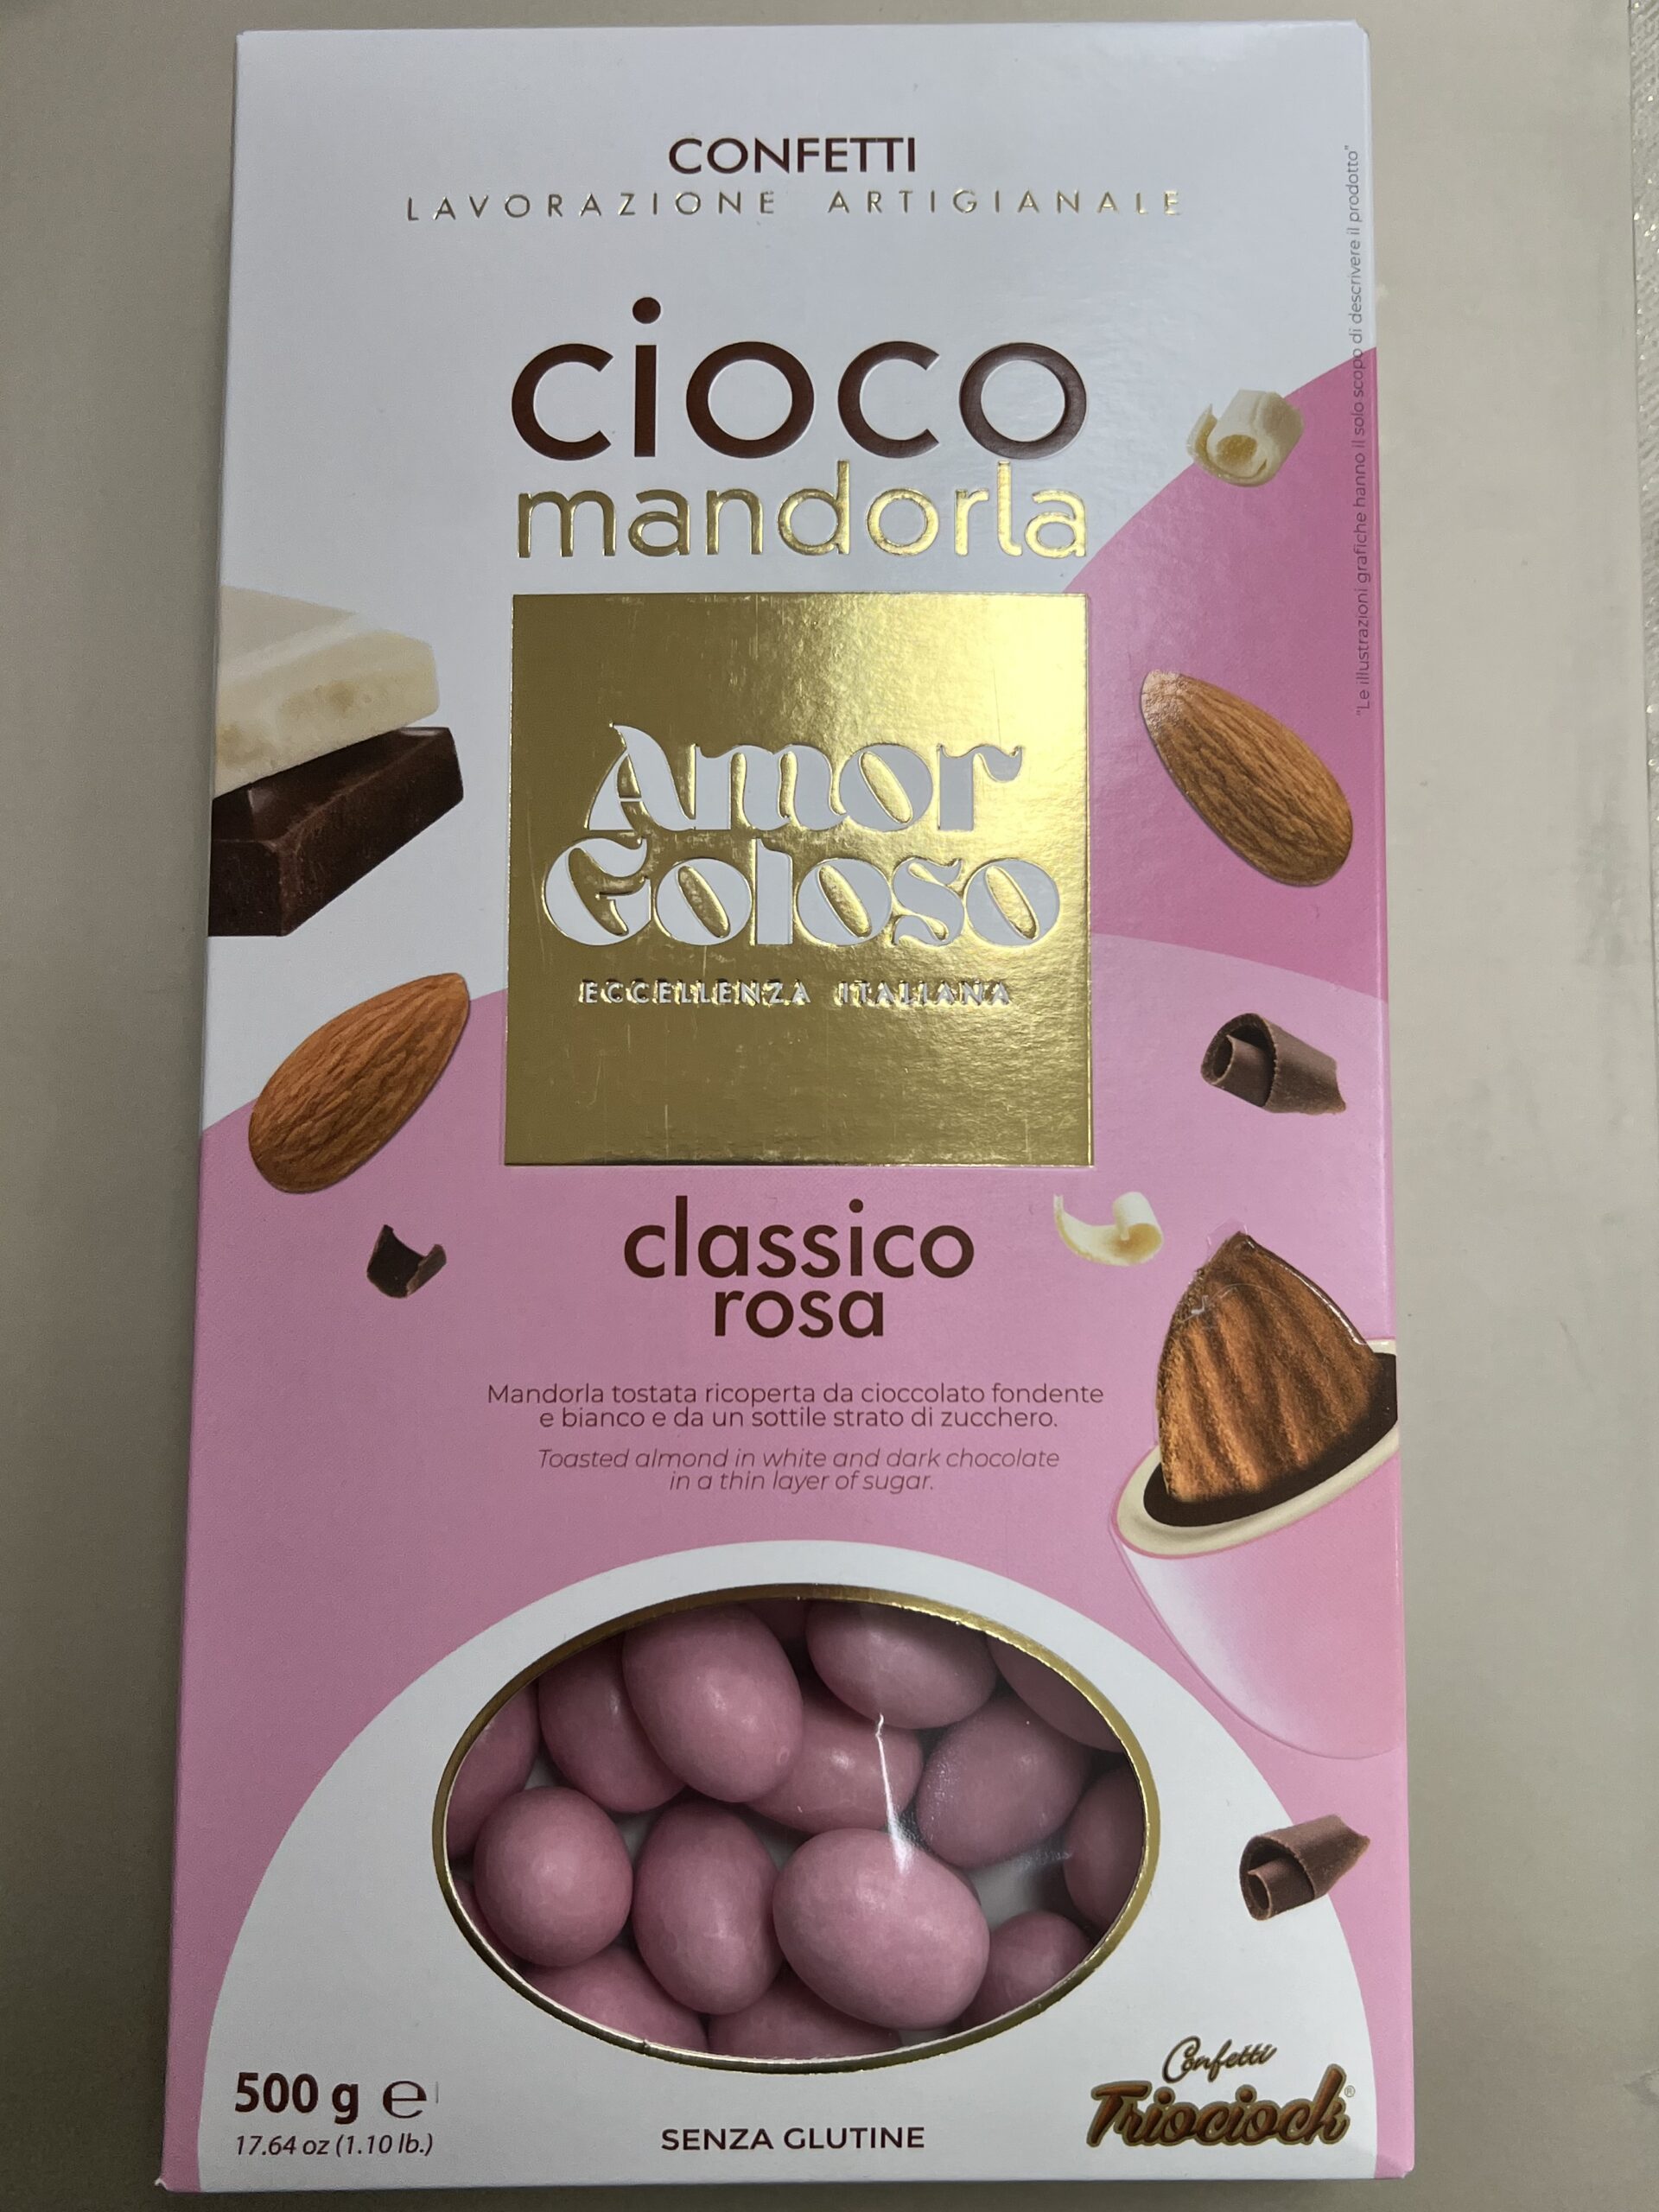 CONFETTI
LAVORAZIONE ARTIGIANALE
cioco
mandorla
"Le illustrazioni grafiche hanno il solo scopo di descrivere il prodotto"
Amor
Goloso
ECCELLENZA ITALIANA
classico
rosa
Mandorla tostata ricoperta da cioccolato fondente
e bianco e da un sottile strato di zucchero.
Toasted almond in white and dark chocolate
in a thin layer of sugar.
500 g ℮
17.64 oz (1.10 lb.)
SENZA GLUTINE
Confetti
Triociock®